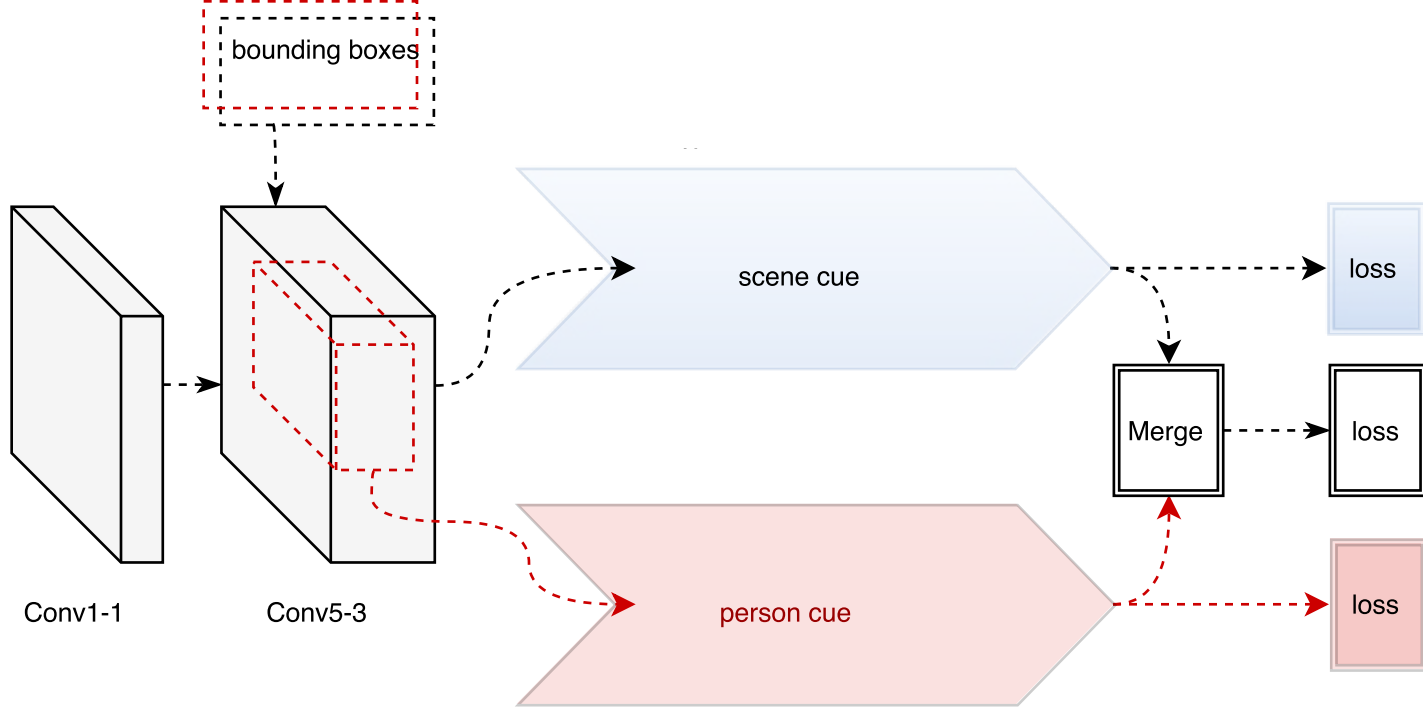 bounding boxes
scene cue
loss
Merge
loss
person cue
loss
Conv1-1
Conv5-3